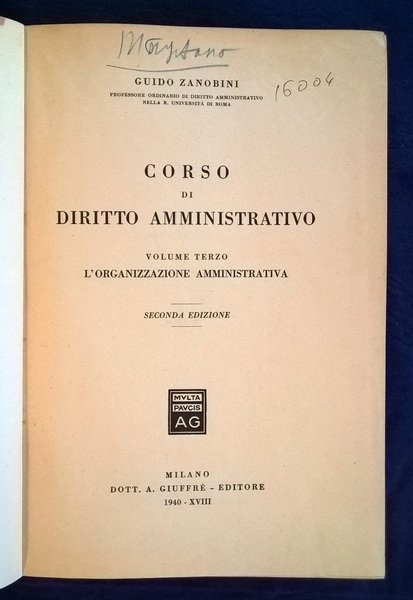 GUIDO ZANOBINI
16004
PROFESSORE ORDINARIO DI DIRITTO AMMINISTRATIVO
NELLA R. UNIVERSITÀ DI ROMA
CORSO
DI
DIRITTO AMMINISTRATIVO
VOLUME TERZO
L'ORGANIZZAZIONE AMMINISTRATIVA
SECONDA EDIZIONE
MVLTA
PAVCIS
AG
MILANO
DOTT. A. GIUFFRÈ - EDITORE
1940 - XVIII